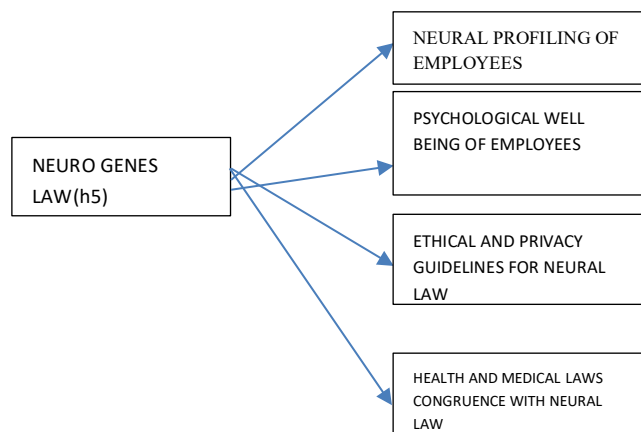 NEURAL PROFILING OF
EMPLOYEES
PSYCHOLOGICAL WELL
BEING OF EMPLOYEES
NEURO GENES
LAW(h5)
ETHICAL AND PRIVACY
GUIDELINES FOR NEURAL
LAW
HEALTH AND MEDICAL LAWS
CONGRUENCE WITH NEURAL
LAW